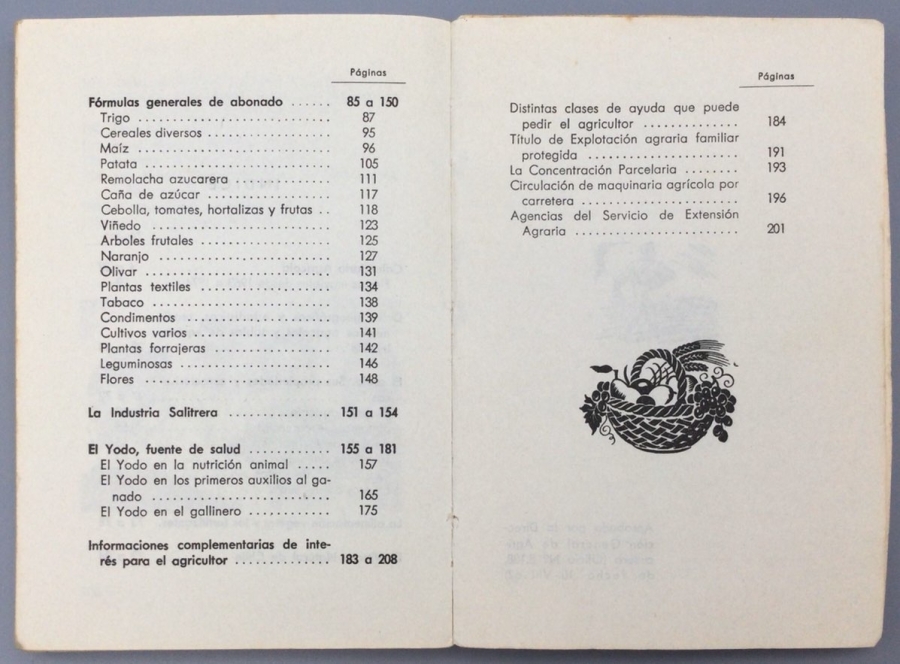 Páginas
Fórmulas generales de abonado ...... 85 a 150
Trigo .............................. 87
Cereales diversos .................... 95
Maíz .............................. 96
Patata ............................. 105
Remolacha azucarera ............... 111
Caña de azúcar .................... 117
Cebolla, tomates, hortalizas y frutas .. 118
Viñedo ............................ 123
Arboles frutales .................... 125
Naranjo ........................... 127
Olivar ............................. 131
Plantas textiles ..................... 134
Tabaco ............................ 138
Condimentos ....................... 139
Cultivos varios ...................... 141
Plantas forrajeras ................... 142
Leguminosas ....................... 146
Flores ............................. 148
La Industria Salitrera ................ 151 a 154
El Yodo, fuente de salud ............. 155 a 181
El Yodo en la nutrición animal ..... 157
El Yodo en los primeros auxilios al ga-
nado ............................ 165
El Yodo en el gallinero ............. 175
Informaciones complementarias de inte-
rés para el agricultor ............... 183 a 208
Páginas
Distintas clases de ayuda que puede
pedir el agricultor ............... 184
Título de Explotación agraria familiar
protegida ........................ 191
La Concentración Parcelaria ......... 193
Circulación de maquinaria agrícola por
carretera ......................... 196
Agencias del Servicio de Extensión
Agraria .......................... 201